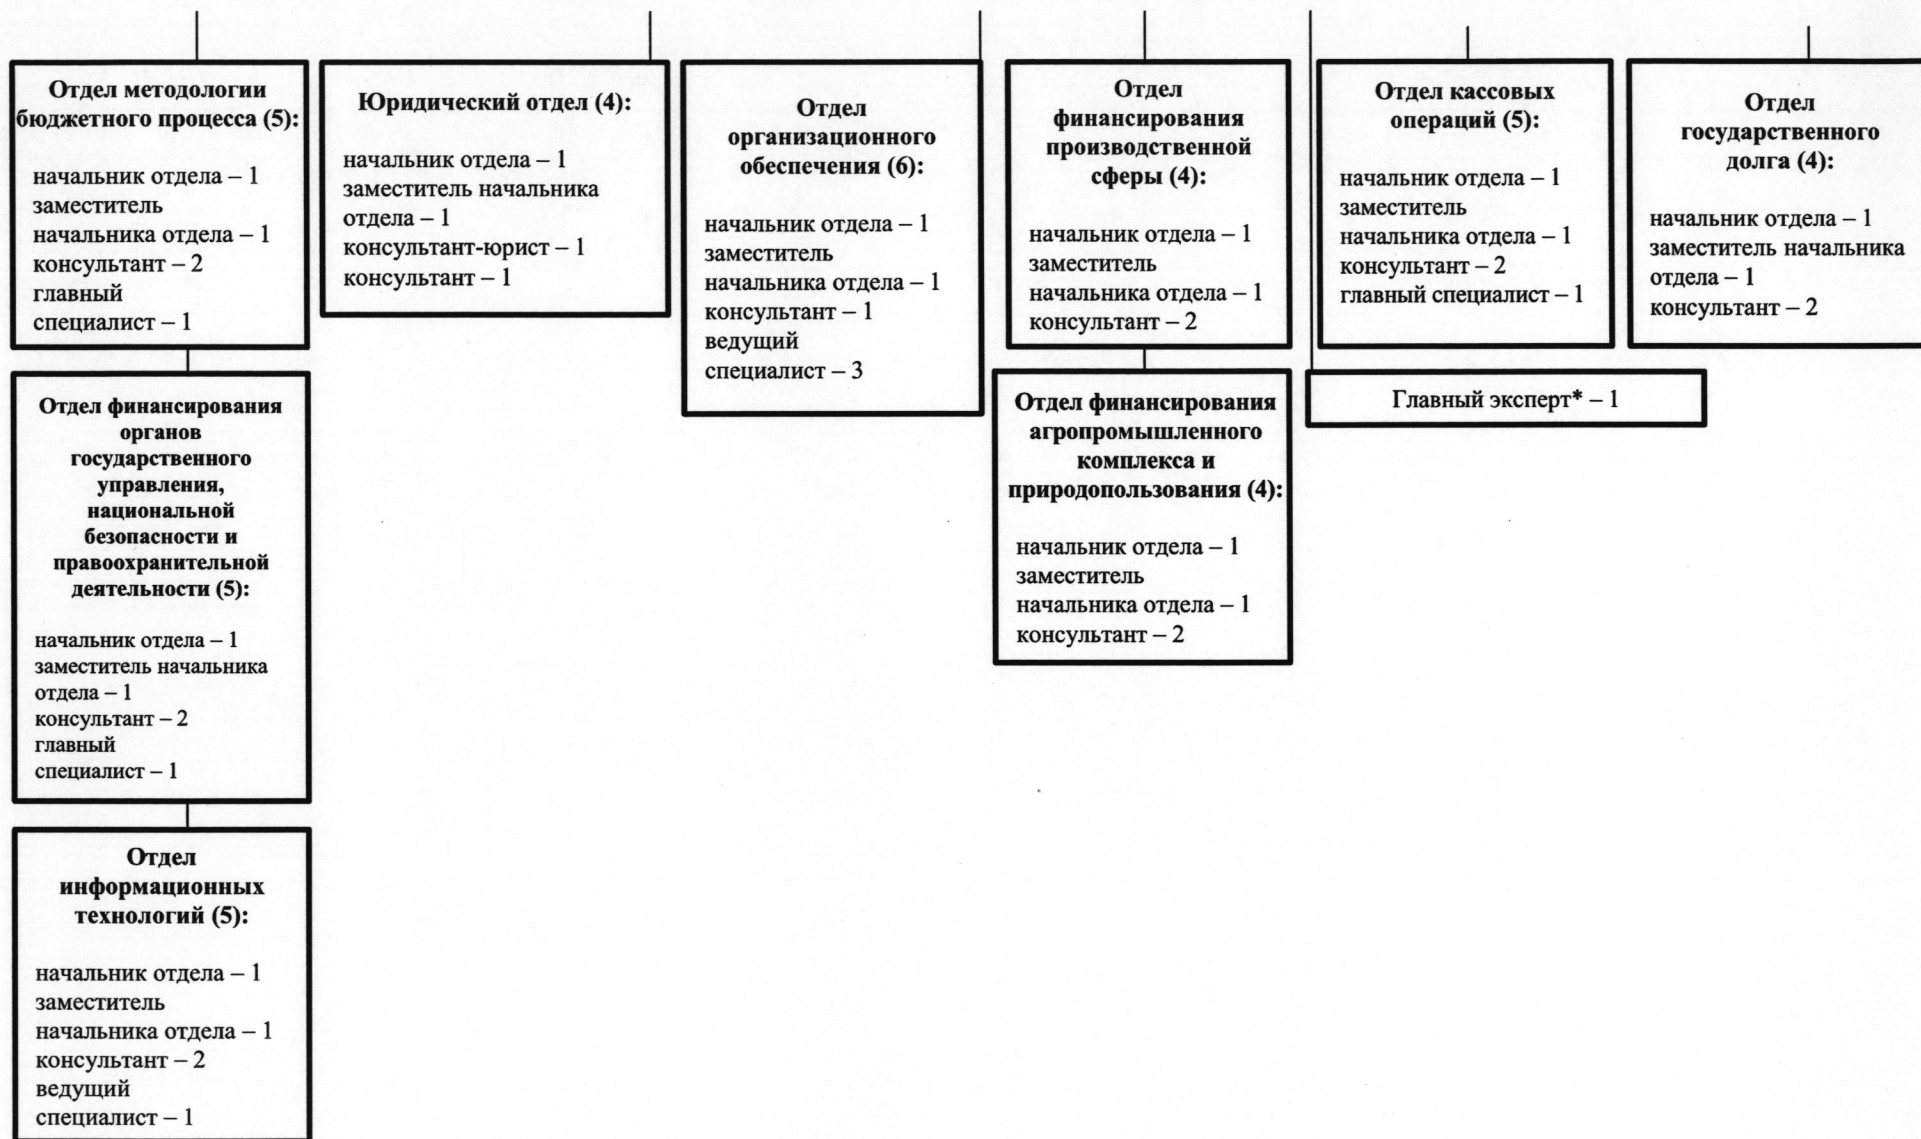 Отдел методологии
бюджетного процесса (5):
начальник отдела – 1
заместитель
начальника отдела – 1
консультант – 2
главный
специалист – 1
Юридический отдел (4):
начальник отдела – 1
заместитель начальника
отдела – 1
консультант-юрист – 1
консультант – 1
Отдел
организационного
обеспечения (6):
начальник отдела – 1
заместитель
начальника отдела – 1
консультант – 1
ведущий
специалист – 3
Отдел
финансирования
производственной
сферы (4):
начальник отдела – 1
заместитель
начальника отдела – 1
консультант – 2
Отдел кассовых
операций (5):
начальник отдела – 1
заместитель
начальника отдела – 1
консультант – 2
главный специалист – 1
Отдел
государственного
долга (4):
начальник отдела – 1
заместитель начальника
отдела – 1
консультант – 2
Отдел финансирования
органов
государственного
управления,
национальной
безопасности и
правоохранительной
деятельности (5):
начальник отдела – 1
заместитель начальника
отдела – 1
консультант – 2
главный
специалист – 1
Отдел финансирования
агропромышленного
комплекса и
природопользования (4):
начальник отдела – 1
заместитель
начальника отдела – 1
консультант – 2
Главный эксперт* – 1
Отдел
информационных
технологий (5):
начальник отдела – 1
заместитель
начальника отдела – 1
консультант – 2
ведущий
специалист – 1